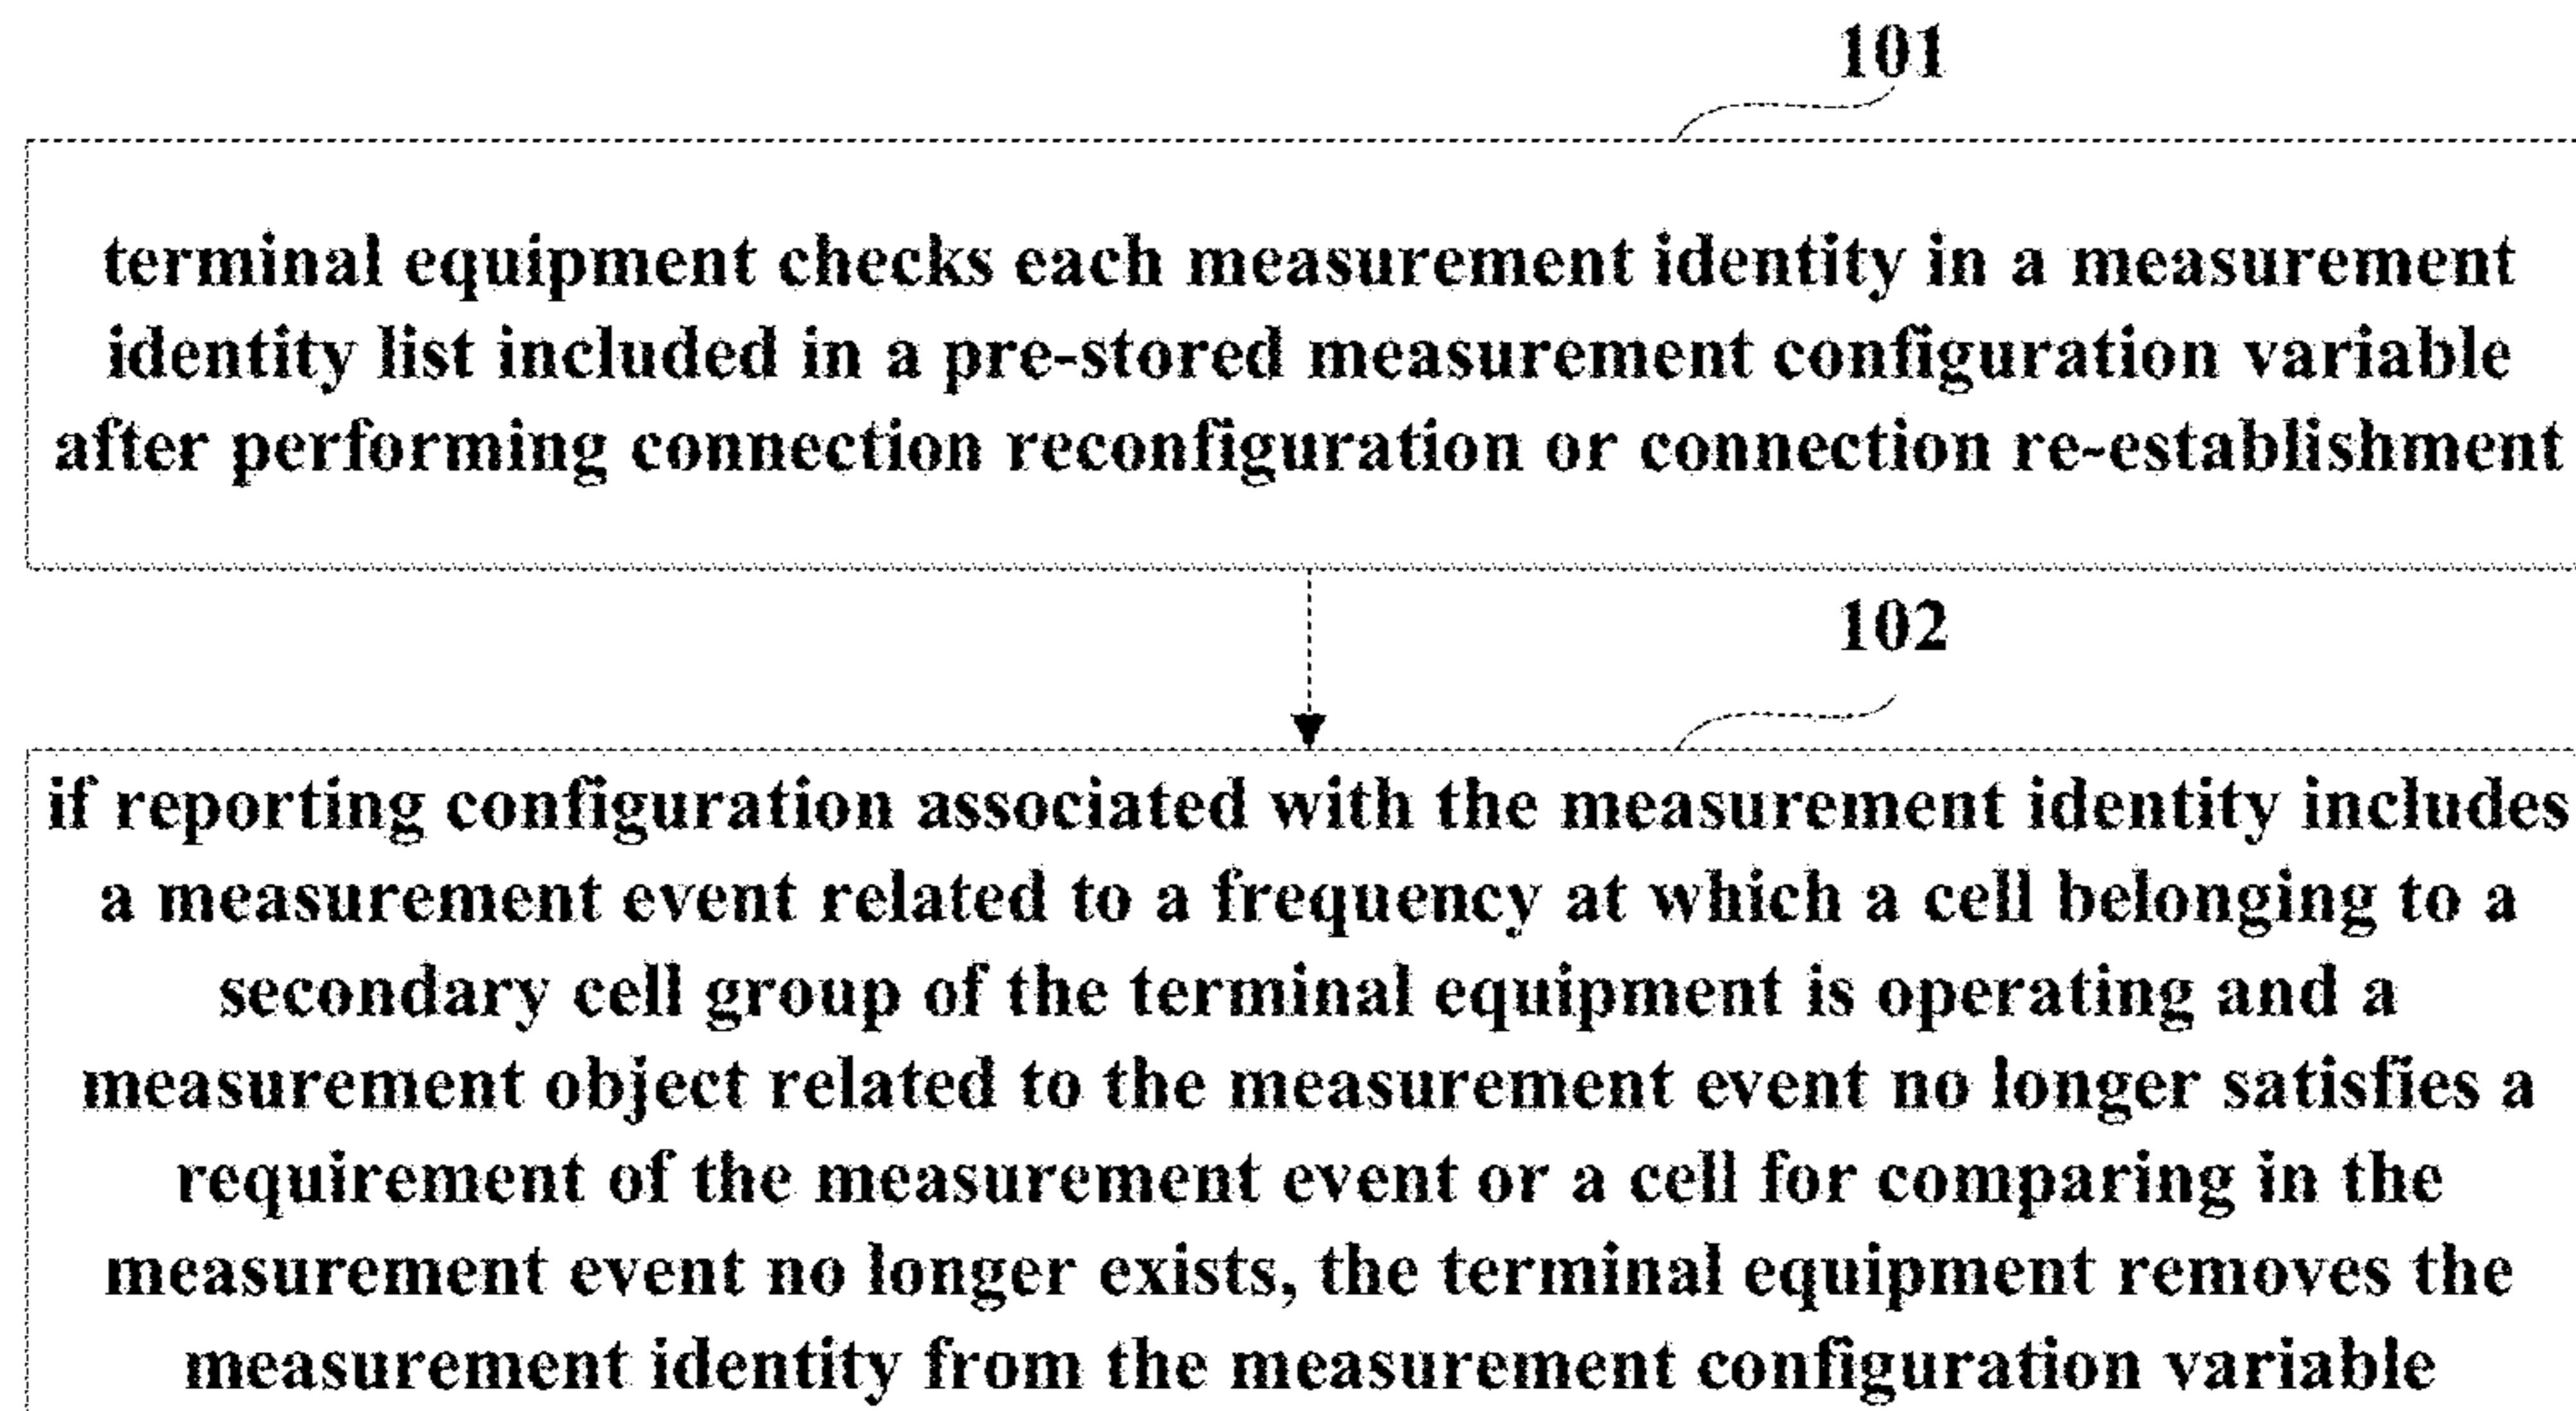 101
terminal equipment checks each measurement identity in a measurement
identity list included in a pre-stored measurement configuration variable
after performing connection reconfiguration or connection re-establishment
102
if reporting configuration associated with the measurement identity includes
a measurement event related to a frequency at which a cell belonging to a
secondary cell group of the terminal equipment is operating and a
measurement object related to the measurement event no longer satisfies a
requirement of the measurement event or a cell for comparing in the
measurement event no longer exists, the terminal equipment removes the
measurement identity from the measurement configuration variable